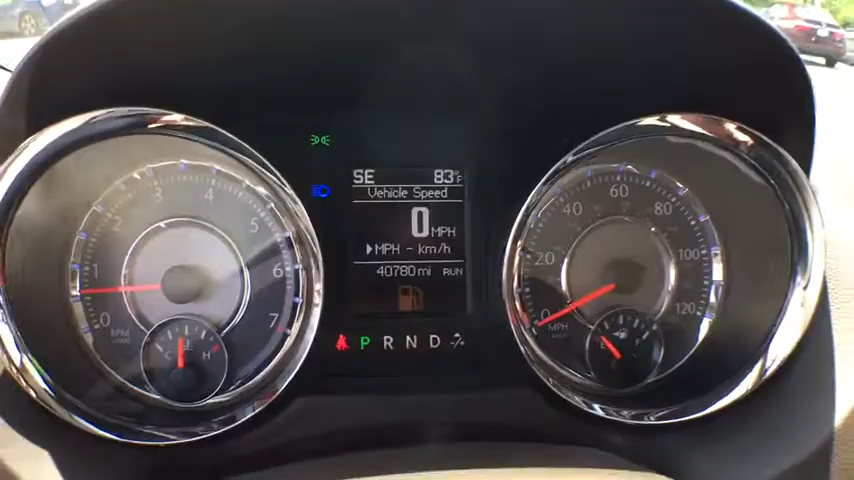 SE 83°F
Vehicle Speed
0 MPH
▶MPH - km/h
40780 mi RUN
P R N D -/+
0 1 2 3 4 5 6 7
RPM
C H
0 20 40 60 80 100 120
MPH
E